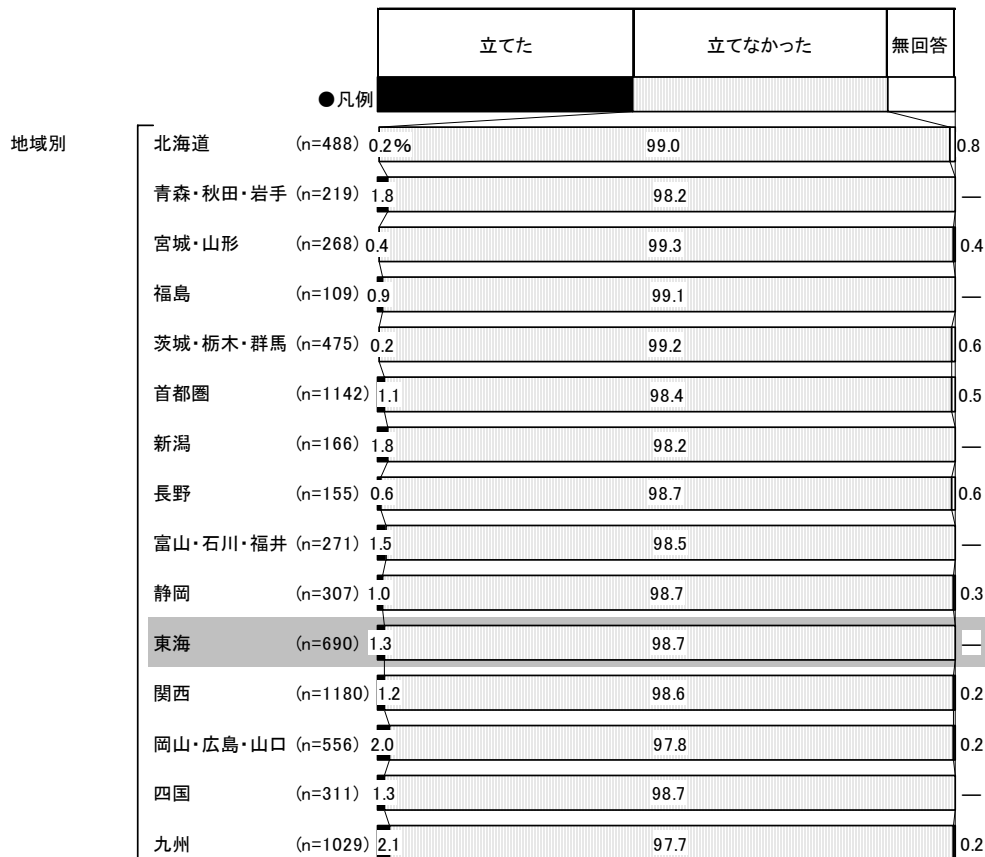 立てた 立てなかった 無回答
●凡例
地域別 北海道 (n=488) 0.2% 99.0 0.8
青森・秋田・岩手 (n=219) 1.8 98.2 —
宮城・山形 (n=268) 0.4 99.3 0.4
福島 (n=109) 0.9 99.1 —
茨城・栃木・群馬 (n=475) 0.2 99.2 0.6
首都圏 (n=1142) 1.1 98.4 0.5
新潟 (n=166) 1.8 98.2 —
長野 (n=155) 0.6 98.7 0.6
富山・石川・福井 (n=271) 1.5 98.5 —
静岡 (n=307) 1.0 98.7 0.3
東海 (n=690) 1.3 98.7 —
関西 (n=1180) 1.2 98.6 0.2
岡山・広島・山口 (n=556) 2.0 97.8 0.2
四国 (n=311) 1.3 98.7 —
九州 (n=1029) 2.1 97.7 0.2